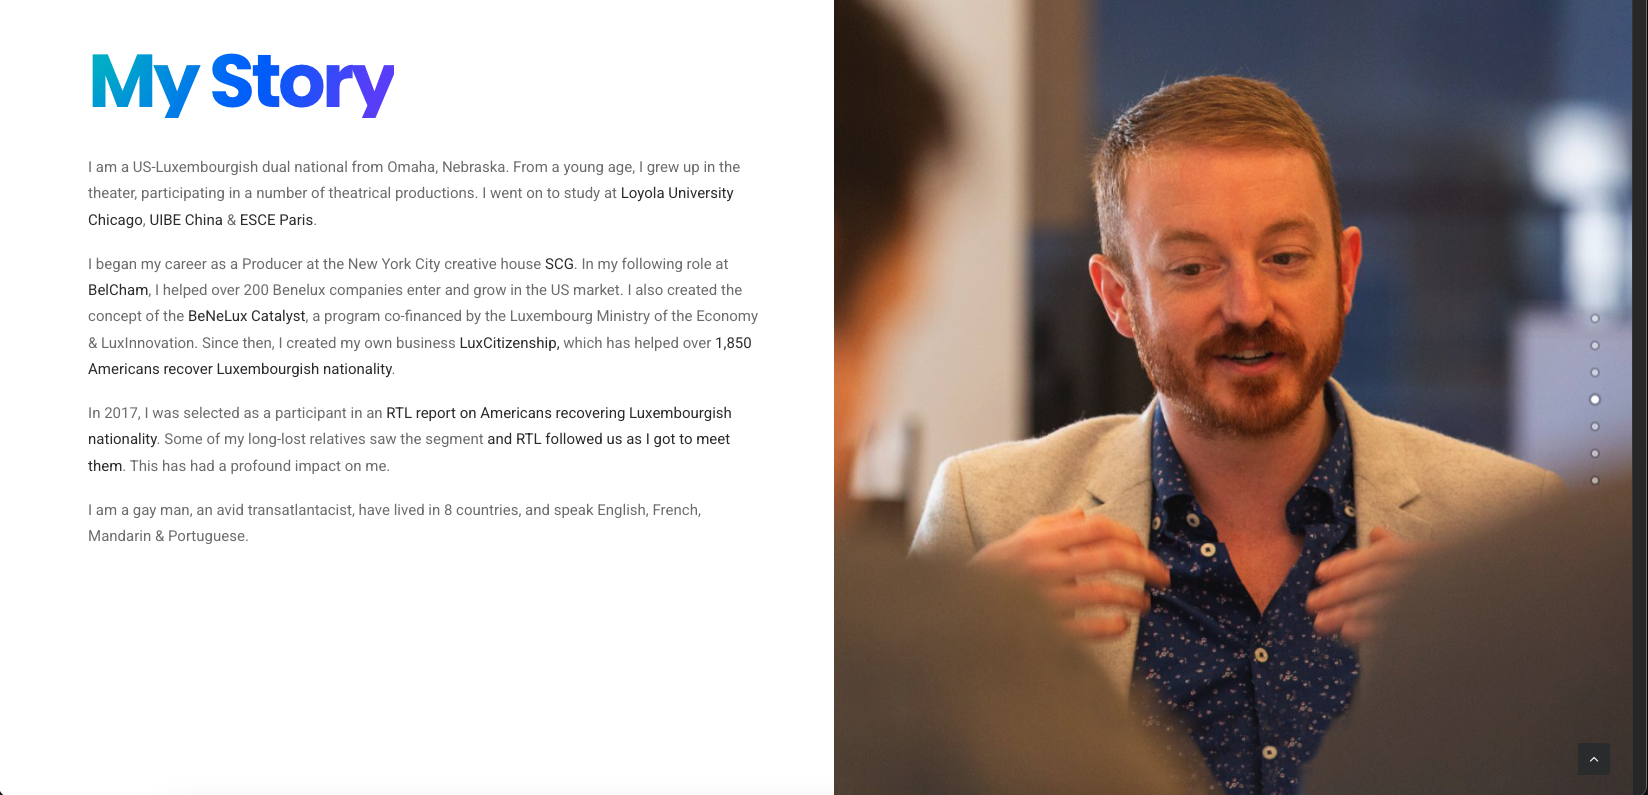 My Story
I am a US-Luxembourgish dual national from Omaha, Nebraska. From a young age, I grew up in the
theater, participating in a number of theatrical productions. I went on to study at Loyola University
Chicago, UIBE China & ESCE Paris.
I began my career as a Producer at the New York City creative house SCG. In my following role at
BelCham, I helped over 200 Benelux companies enter and grow in the US market. I also created the
concept of the BeNeLux Catalyst, a program co-financed by the Luxembourg Ministry of the Economy
& LuxInnovation. Since then, I created my own business LuxCitizenship, which has helped over 1,850
Americans recover Luxembourgish nationality.
In 2017, I was selected as a participant in an RTL report on Americans recovering Luxembourgish
nationality. Some of my long-lost relatives saw the segment and RTL followed us as I got to meet
them. This has had a profound impact on me.
I am a gay man, an avid transatlantacist, have lived in 8 countries, and speak English, French,
Mandarin & Portuguese.